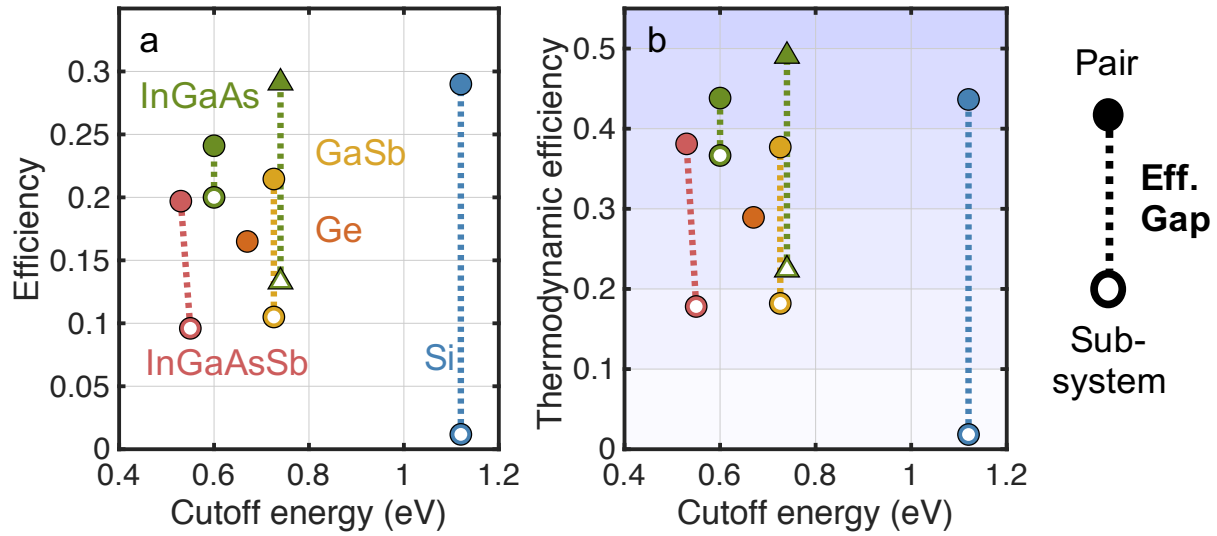 a
Efficiency
0.3
0.25
0.2
0.15
0.1
0.05
0
InGaAs
GaSb
Ge
InGaAsSb
Si
0.4
0.6
0.8
1
1.2
Cutoff energy (eV)
b
Thermodynamic efficiency
0.5
0.4
0.3
0.2
0.1
0
0.4
0.6
0.8
1
1.2
Cutoff energy (eV)
Pair
Eff.
Gap
Sub-
system